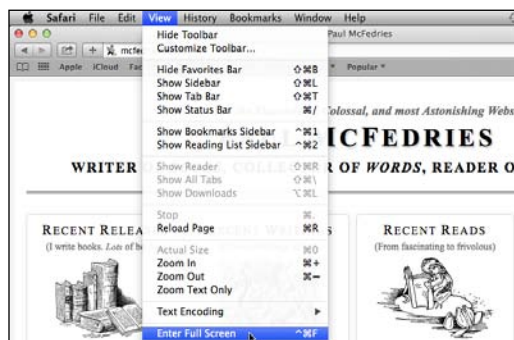 Safari File Edit View History Bookmarks Window Help
Paul McFedries
mcfe
Apple iCloud Fac Popular
Hide Toolbar
Customize Toolbar...
Hide Favorites Bar ⇧⌘B
Show Sidebar ⇧⌘L
Show Tab Bar ⇧⌘T
Show Status Bar ⌘/
Show Bookmarks Sidebar ^⌘1
Show Reading List Sidebar ^⌘2
Show Reader ⇧⌘R
Show All Tabs ⇧⌘\
Show Downloads ⌥⌘L
Stop ⌘.
Reload Page ⌘R
Actual Size ⌘0
Zoom In ⌘+
Zoom Out ⌘−
Zoom Text Only
Text Encoding
Enter Full Screen ^⌘F
Colossal, and most Astonishing Webs
MCFEDRIES
WRITER OF WORDS, READER O
RECENT RELEA
(I write books. Lots of b
RECENT READS
(From fascinating to frivolous)